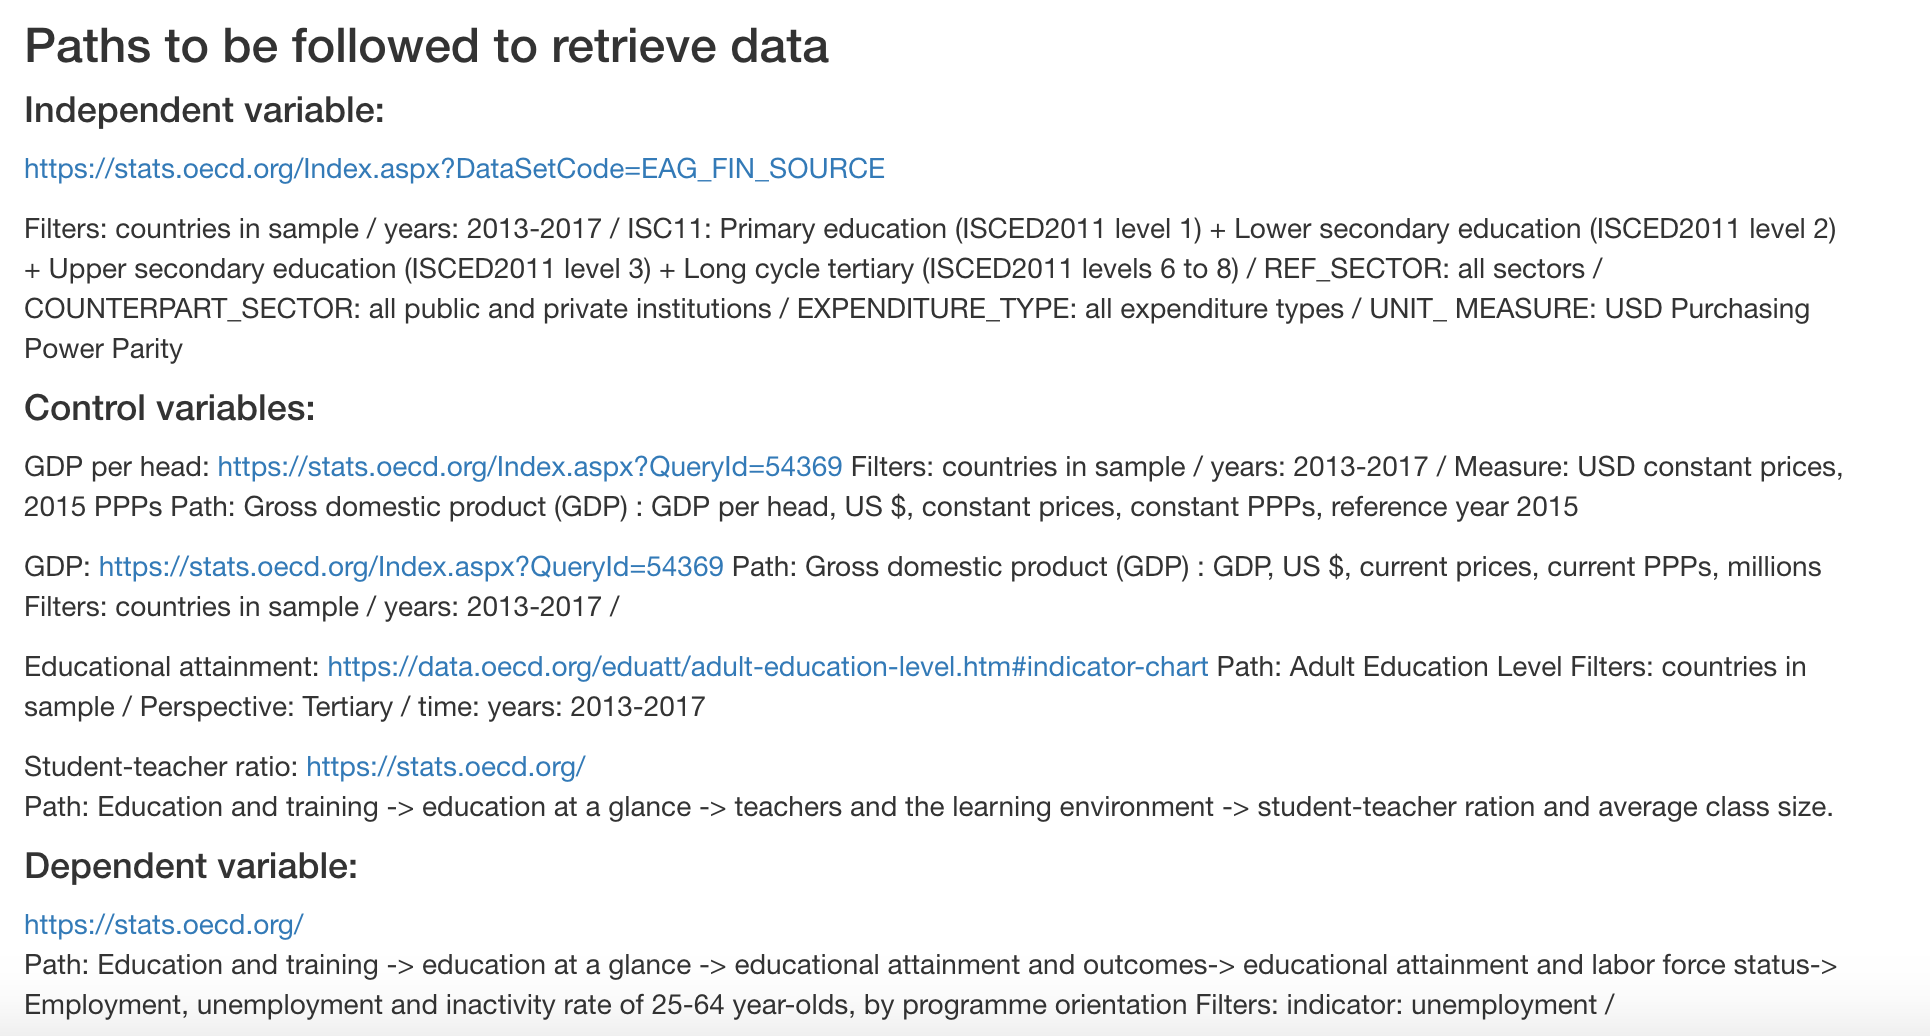 Paths to be followed to retrieve data
Independent variable:
https://stats.oecd.org/Index.aspx?DataSetCode=EAG_FIN_SOURCE
Filters: countries in sample / years: 2013-2017 / ISC11: Primary education (ISCED2011 level 1) + Lower secondary education (ISCED2011 level 2)
+ Upper secondary education (ISCED2011 level 3) + Long cycle tertiary (ISCED2011 levels 6 to 8) / REF_SECTOR: all sectors /
COUNTERPART_SECTOR: all public and private institutions / EXPENDITURE_TYPE: all expenditure types / UNIT_ MEASURE: USD Purchasing
Power Parity
Control variables:
GDP per head: https://stats.oecd.org/Index.aspx?QueryId=54369 Filters: countries in sample / years: 2013-2017 / Measure: USD constant prices,
2015 PPPs Path: Gross domestic product (GDP) : GDP per head, US $, constant prices, constant PPPs, reference year 2015
GDP: https://stats.oecd.org/Index.aspx?QueryId=54369 Path: Gross domestic product (GDP) : GDP, US $, current prices, current PPPs, millions
Filters: countries in sample / years: 2013-2017 /
Educational attainment: https://data.oecd.org/eduatt/adult-education-level.htm#indicator-chart Path: Adult Education Level Filters: countries in
sample / Perspective: Tertiary / time: years: 2013-2017
Student-teacher ratio: https://stats.oecd.org/
Path: Education and training -> education at a glance -> teachers and the learning environment -> student-teacher ration and average class size.
Dependent variable:
https://stats.oecd.org/
Path: Education and training -> education at a glance -> educational attainment and outcomes-> educational attainment and labor force status->
Employment, unemployment and inactivity rate of 25-64 year-olds, by programme orientation Filters: indicator: unemployment /